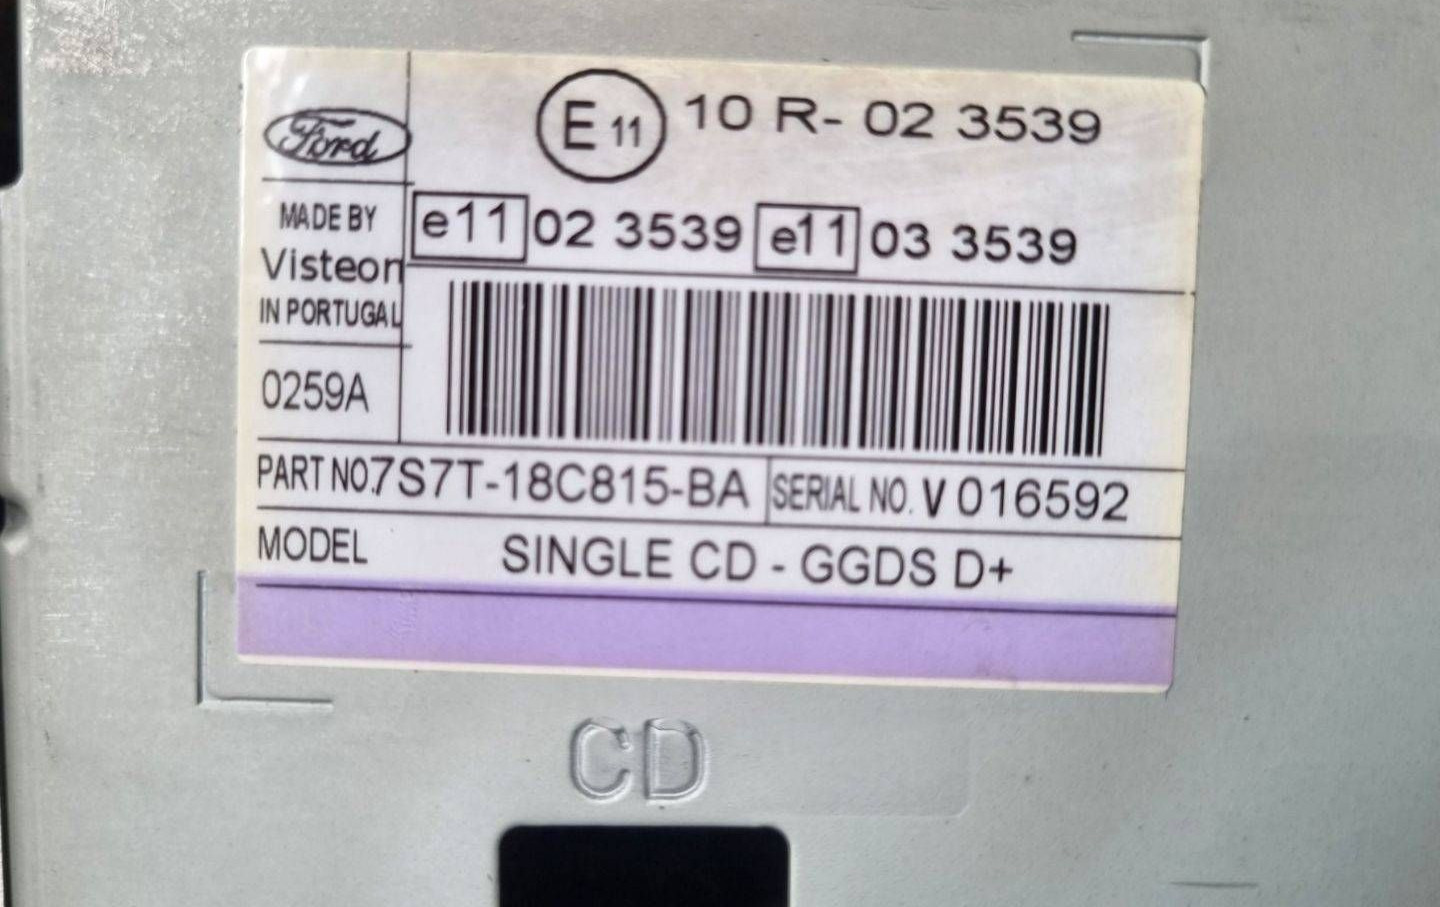 Ford
E 11 10 R- 02 3539
e11 02 3539 e11 03 3539
MADE BY
Visteon
IN PORTUGAL
0259A
PART NO.7S7T-18C815-BA SERIAL NO. V 016592
MODEL SINGLE CD - GGDS D+
CD